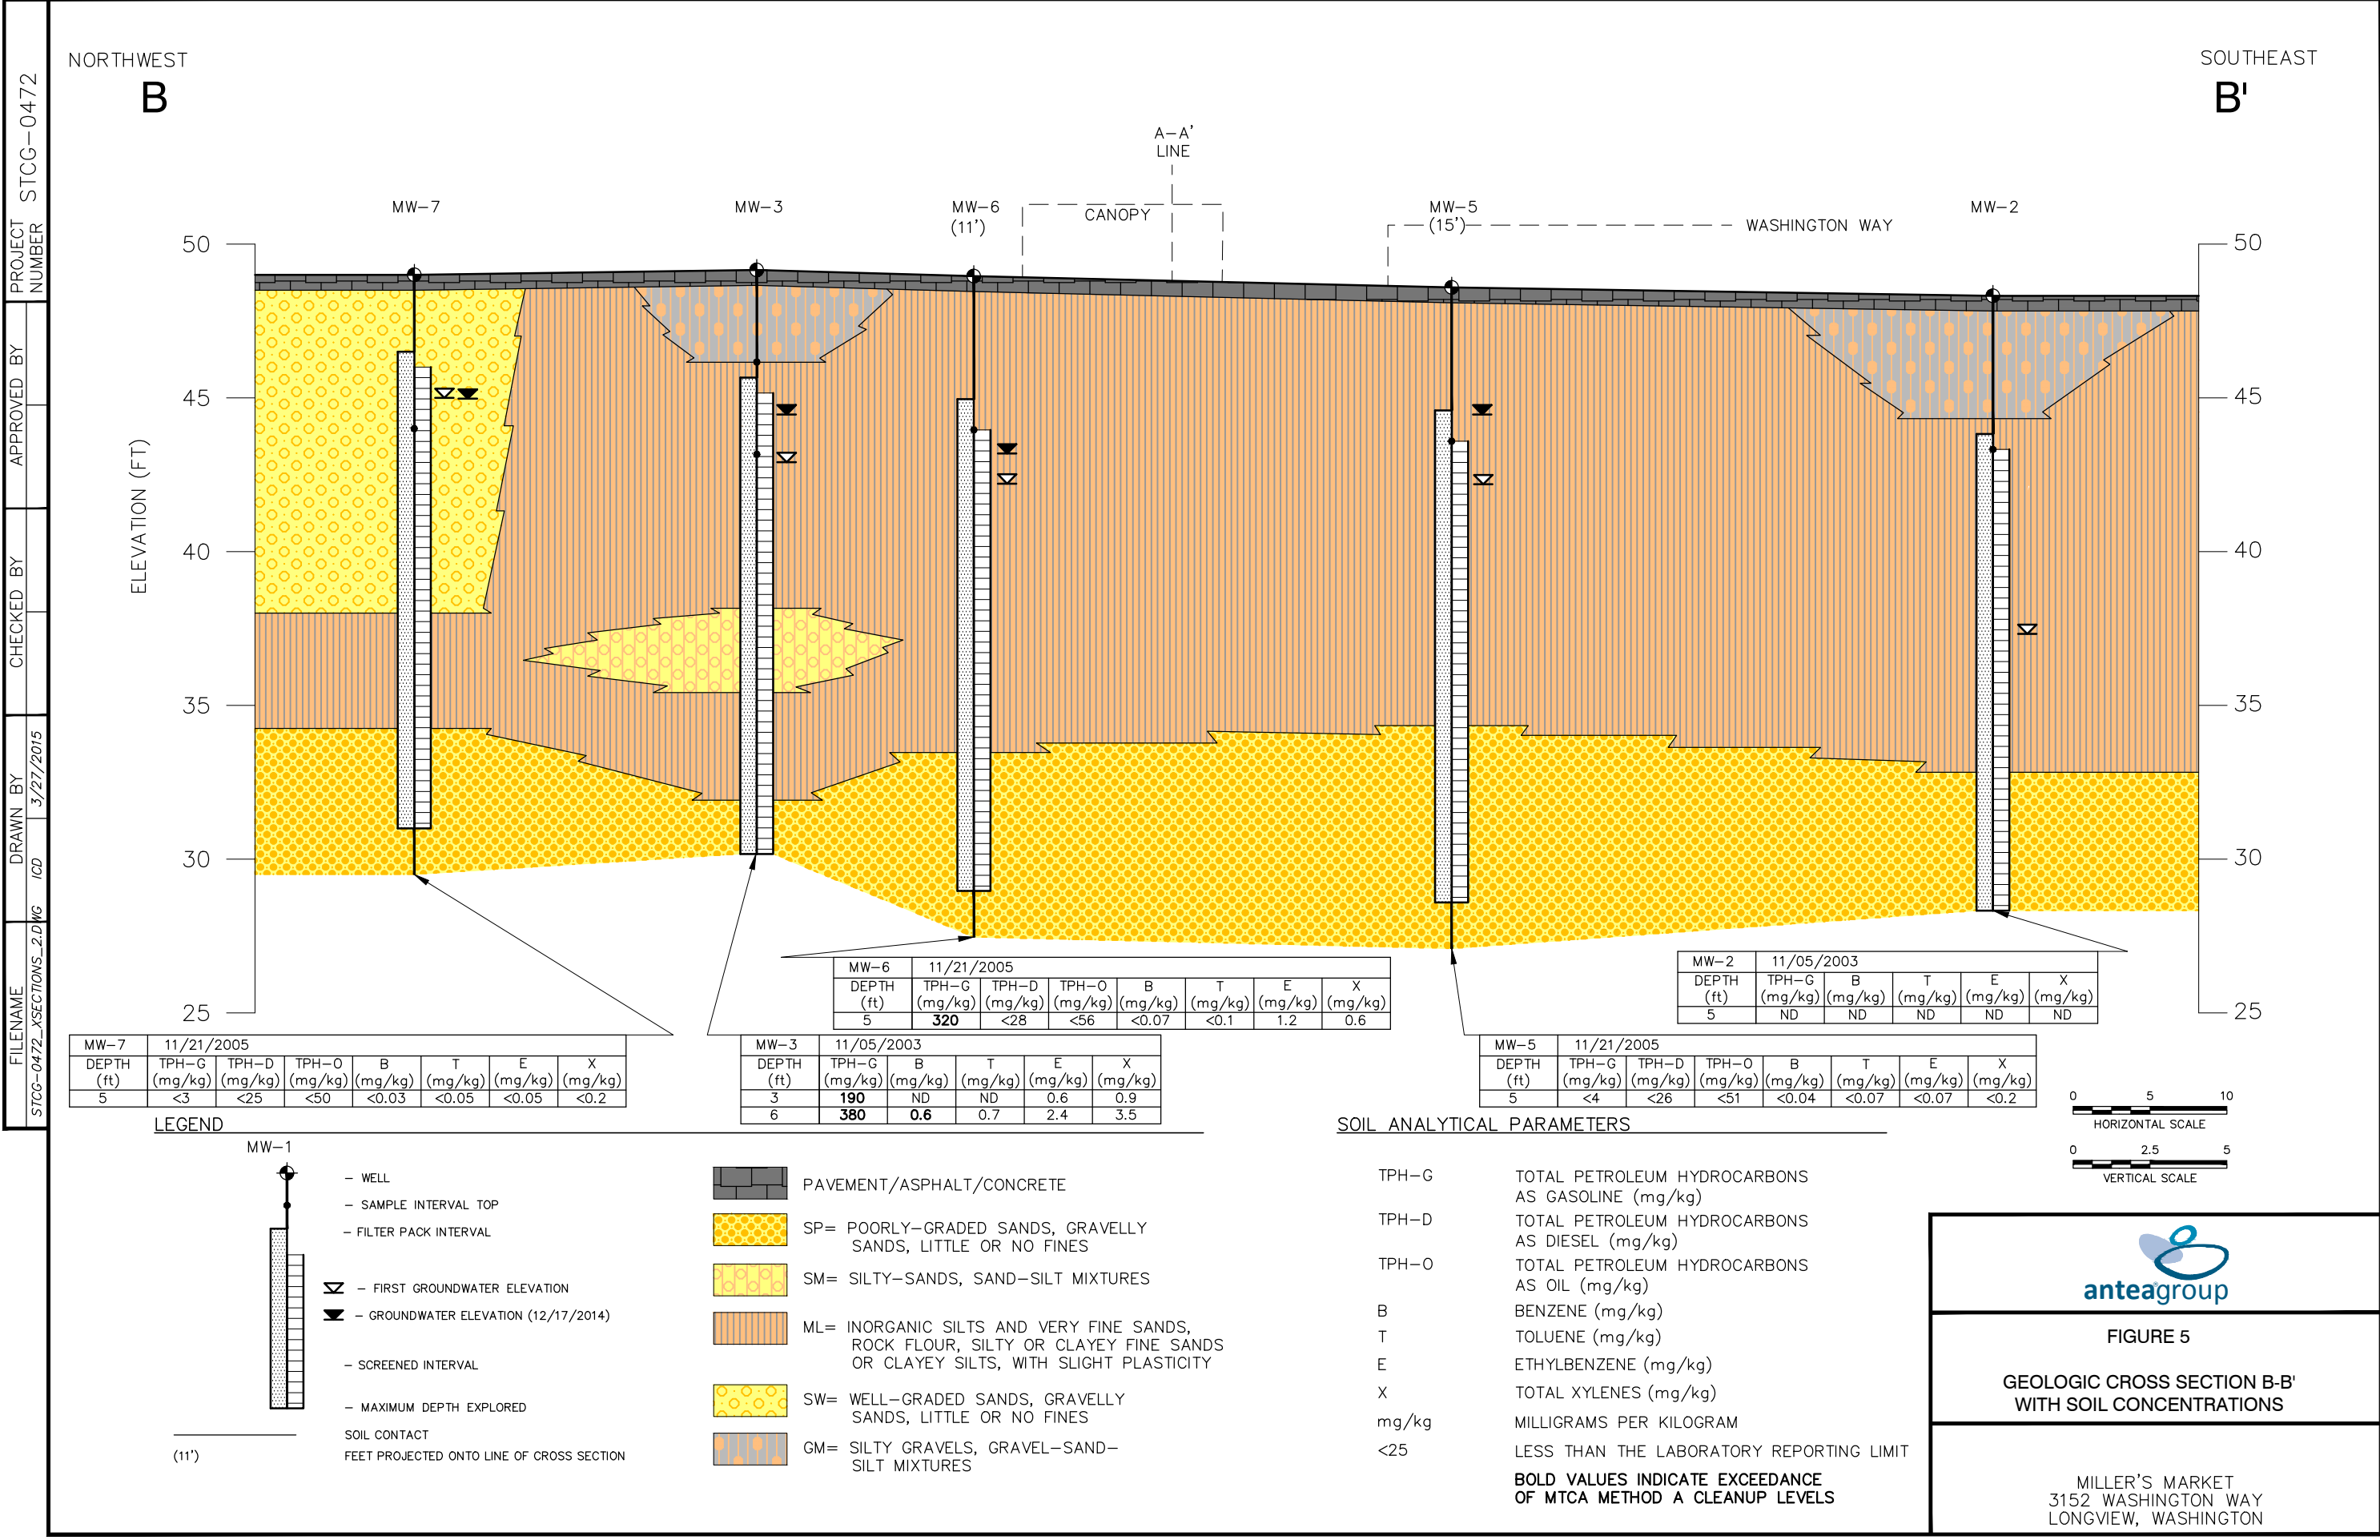 NORTHWEST
B
SOUTHEAST
B'
A–A'
LINE
MW–7
MW–3
MW–6
(11')
CANOPY
MW–5
(15')
WASHINGTON WAY
MW–2
50
45
40
35
30
25
ELEVATION (FT)
50
45
40
35
30
25
PROJECT NUMBER STCG–0472
APPROVED BY
CHECKED BY
DRAWN BY ICD 3/27/2015
FILENAME STCG–0472_XSECTIONS_2.DWG
MW–6 11/21/2005
DEPTH (ft) TPH–G (mg/kg) TPH–D (mg/kg) TPH–O (mg/kg) B (mg/kg) T (mg/kg) E (mg/kg) X (mg/kg)
5 320 <28 <56 <0.07 <0.1 1.2 0.6
MW–2 11/05/2003
DEPTH (ft) TPH–G (mg/kg) B (mg/kg) T (mg/kg) E (mg/kg) X (mg/kg)
5 ND ND ND ND ND
MW–7 11/21/2005
DEPTH (ft) TPH–G (mg/kg) TPH–D (mg/kg) TPH–O (mg/kg) B (mg/kg) T (mg/kg) E (mg/kg) X (mg/kg)
5 <3 <25 <50 <0.03 <0.05 <0.05 <0.2
MW–3 11/05/2003
DEPTH (ft) TPH–G (mg/kg) B (mg/kg) T (mg/kg) E (mg/kg) X (mg/kg)
3 190 ND ND 0.6 0.9
6 380 0.6 0.7 2.4 3.5
MW–5 11/21/2005
DEPTH (ft) TPH–G (mg/kg) TPH–D (mg/kg) TPH–O (mg/kg) B (mg/kg) T (mg/kg) E (mg/kg) X (mg/kg)
5 <4 <26 <51 <0.04 <0.07 <0.07 <0.2
0 5 10
HORIZONTAL SCALE
0 2.5 5
VERTICAL SCALE
LEGEND
MW–1
– WELL
– SAMPLE INTERVAL TOP
– FILTER PACK INTERVAL
– FIRST GROUNDWATER ELEVATION
– GROUNDWATER ELEVATION (12/17/2014)
– SCREENED INTERVAL
– MAXIMUM DEPTH EXPLORED
SOIL CONTACT
(11') FEET PROJECTED ONTO LINE OF CROSS SECTION
PAVEMENT/ASPHALT/CONCRETE
SP= POORLY–GRADED SANDS, GRAVELLY
SANDS, LITTLE OR NO FINES
SM= SILTY–SANDS, SAND–SILT MIXTURES
ML= INORGANIC SILTS AND VERY FINE SANDS,
ROCK FLOUR, SILTY OR CLAYEY FINE SANDS
OR CLAYEY SILTS, WITH SLIGHT PLASTICITY
SW= WELL–GRADED SANDS, GRAVELLY
SANDS, LITTLE OR NO FINES
GM= SILTY GRAVELS, GRAVEL–SAND–
SILT MIXTURES
SOIL ANALYTICAL PARAMETERS
TPH–G TOTAL PETROLEUM HYDROCARBONS
AS GASOLINE (mg/kg)
TPH–D TOTAL PETROLEUM HYDROCARBONS
AS DIESEL (mg/kg)
TPH–O TOTAL PETROLEUM HYDROCARBONS
AS OIL (mg/kg)
B BENZENE (mg/kg)
T TOLUENE (mg/kg)
E ETHYLBENZENE (mg/kg)
X TOTAL XYLENES (mg/kg)
mg/kg MILLIGRAMS PER KILOGRAM
<25 LESS THAN THE LABORATORY REPORTING LIMIT
BOLD VALUES INDICATE EXCEEDANCE
OF MTCA METHOD A CLEANUP LEVELS
anteagroup
FIGURE 5
GEOLOGIC CROSS SECTION B-B'
WITH SOIL CONCENTRATIONS
MILLER'S MARKET
3152 WASHINGTON WAY
LONGVIEW, WASHINGTON